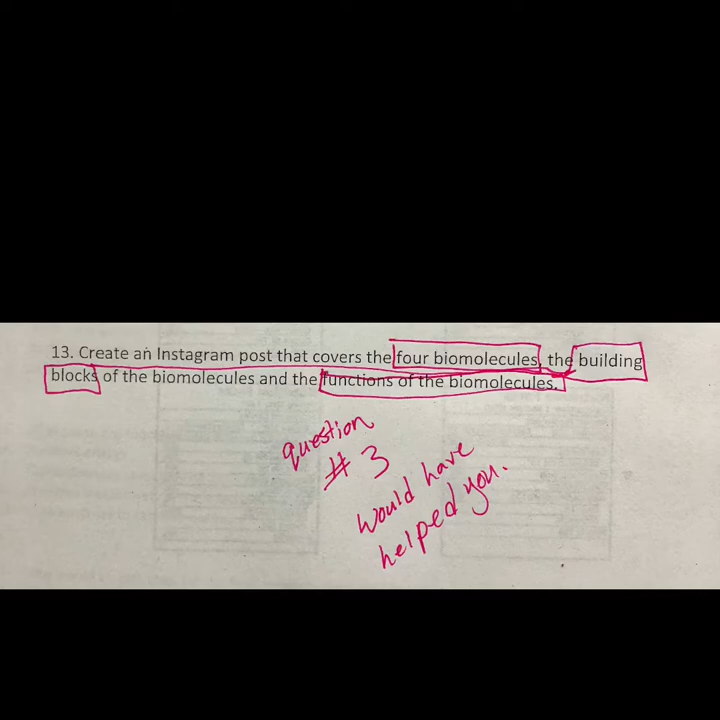 13. Create an Instagram post that covers the four biomolecules, the building
blocks of the biomolecules and the functions of the biomolecules.
question
# 3
would have
helped you.